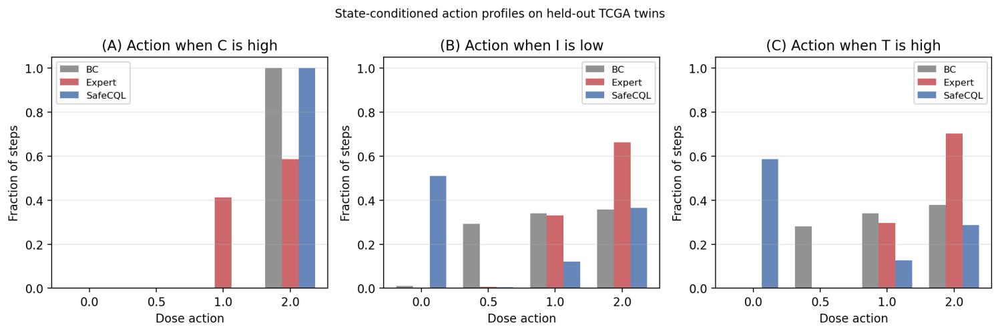 State-conditioned action profiles on held-out TCGA twins
(A) Action when C is high
BC
Expert
SafeCQL
Fraction of steps
1.0
0.8
0.6
0.4
0.2
0.0
0.0 0.5 1.0 2.0
Dose action
(B) Action when I is low
BC
Expert
SafeCQL
Fraction of steps
1.0
0.8
0.6
0.4
0.2
0.0
0.0 0.5 1.0 2.0
Dose action
(C) Action when T is high
BC
Expert
SafeCQL
Fraction of steps
1.0
0.8
0.6
0.4
0.2
0.0
0.0 0.5 1.0 2.0
Dose action